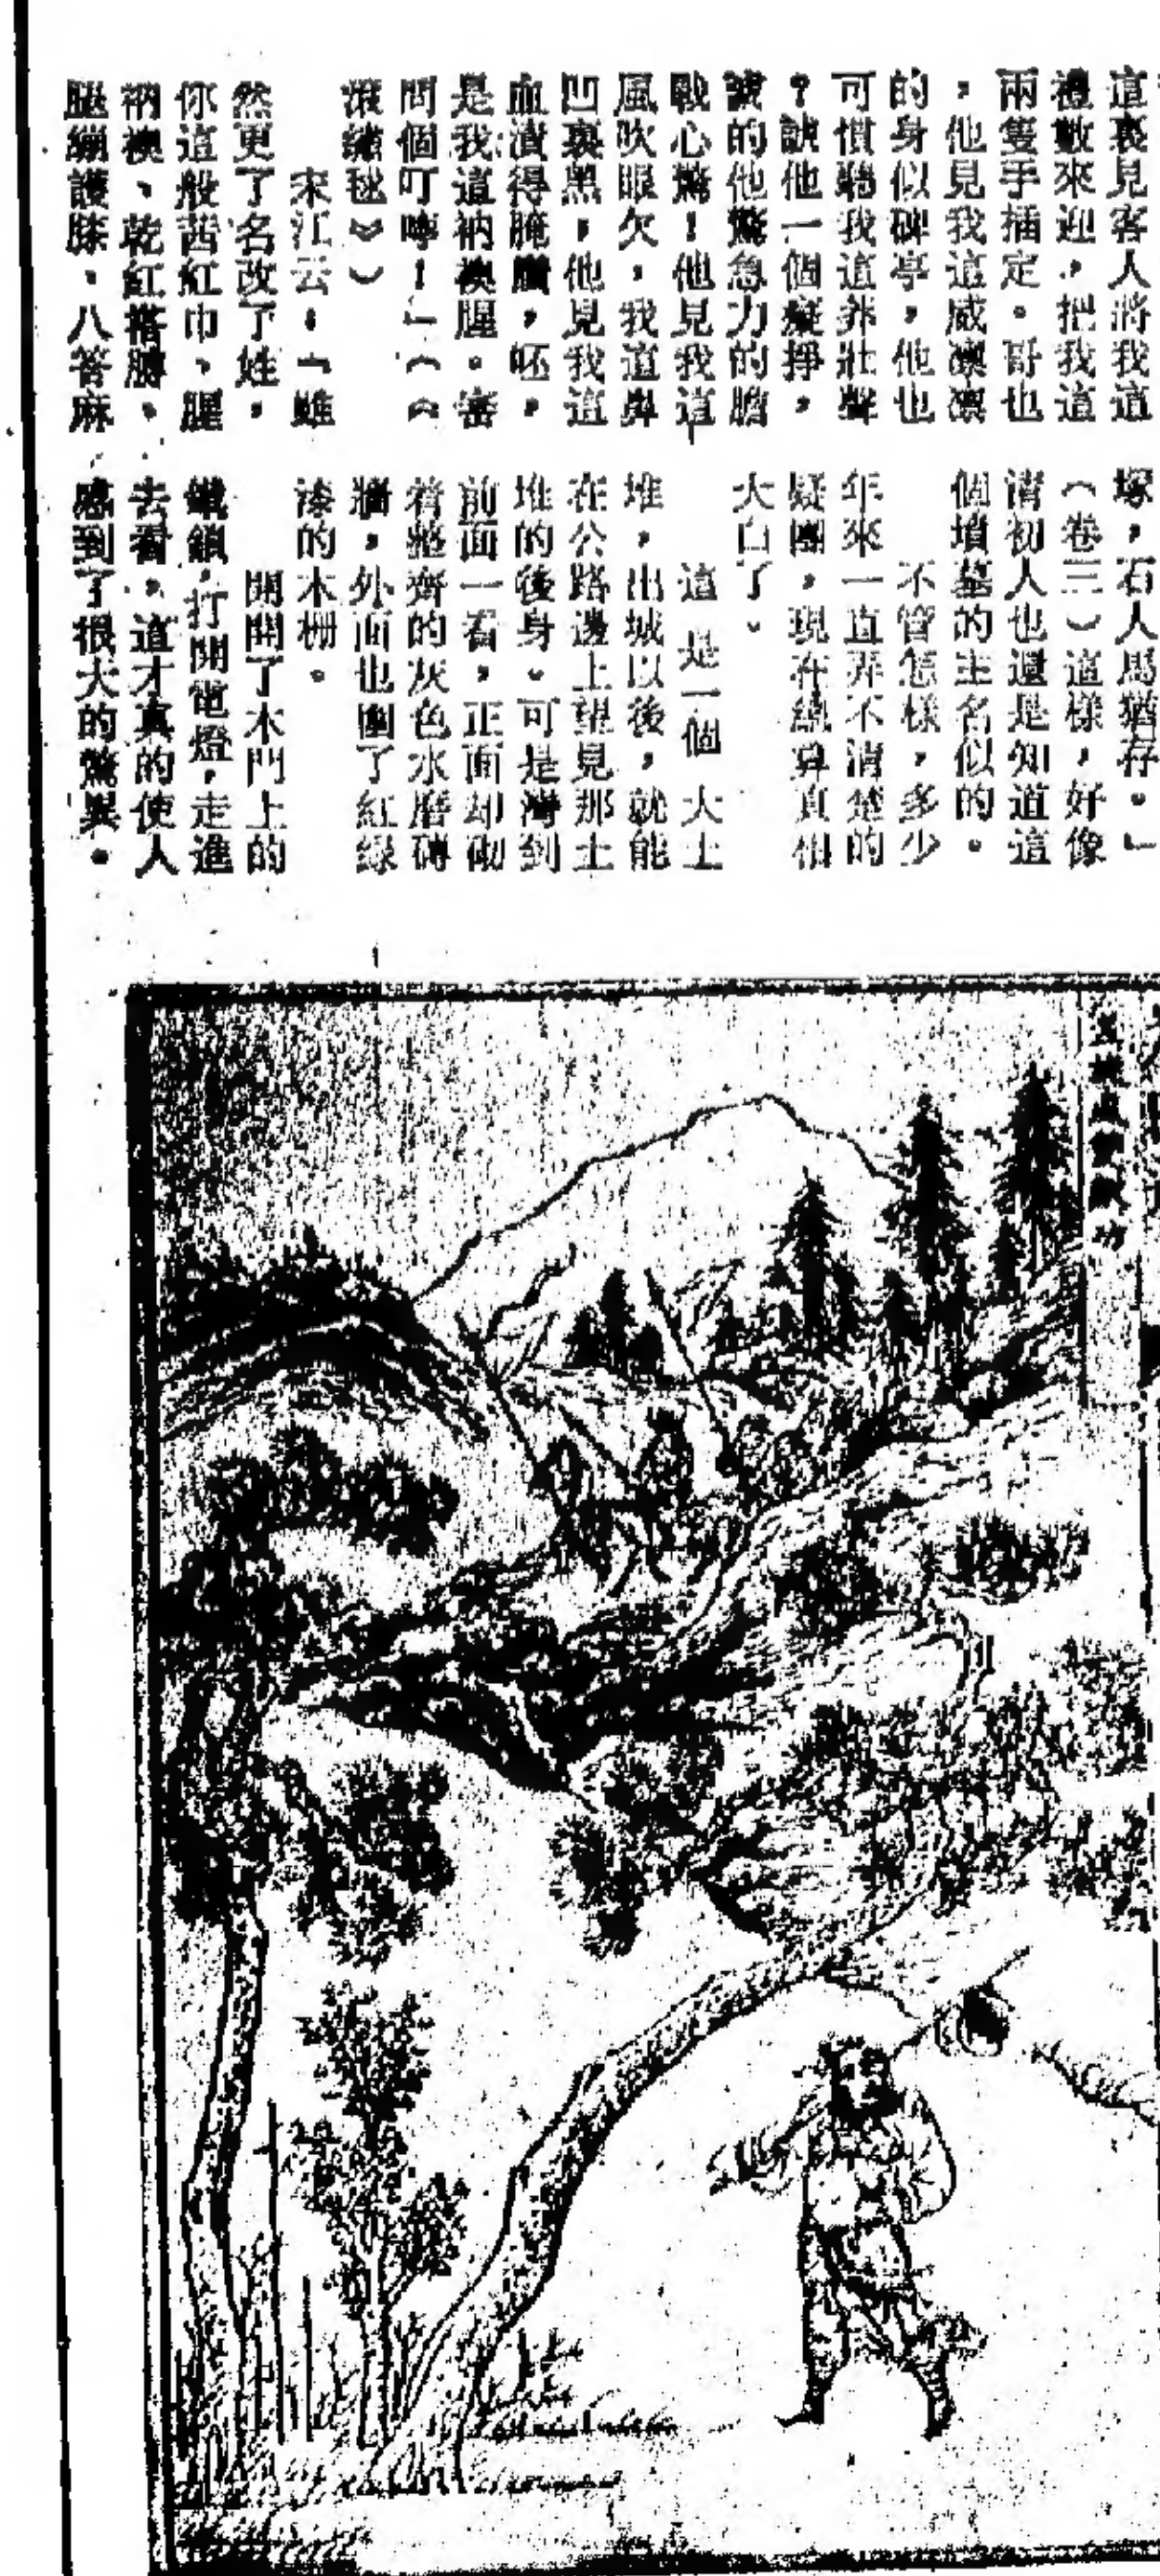 這裏見客人將我這
禮數來迎,把我這
兩隻手插定。哥也
,他見我這威凛凛
的身似碑亭,他也
可慣聽我這莽壯聲
?諕他一個癡掙,
諕的他驚急力的膽
戰心驚!他見我這
風吹眼欠,我這鼻
凹裏黑,他見我這
血漬得腌臢,呸,
是我這衲襖腥。審
問個叮嚀!」(《
滾繡毬》)
宋江云:「雖
然更了名改了姓,
你這般茜紅巾、腥
衲襖、乾紅搭膊、
腿繃護膝、八答麻
塚,石人馬猶存。」
(卷三)這樣,好像
清初人也還是知道這
個墳墓的主名似的。
不管怎樣,多少
年來一直弄不清楚的
疑團,現在總算真相
大白了。
這是一個大土
堆,出城以後,就能
在公路邊上望見那土
堆的後身。可是灣到
前面一看,正面却砌
着整齊的灰色水磨磚
牆,外面也圍了紅綠
漆的木柵。
開開了木門上的
鐵鎖,打開電燈,走進
去看,這才真的使人
感到了很大的驚異。